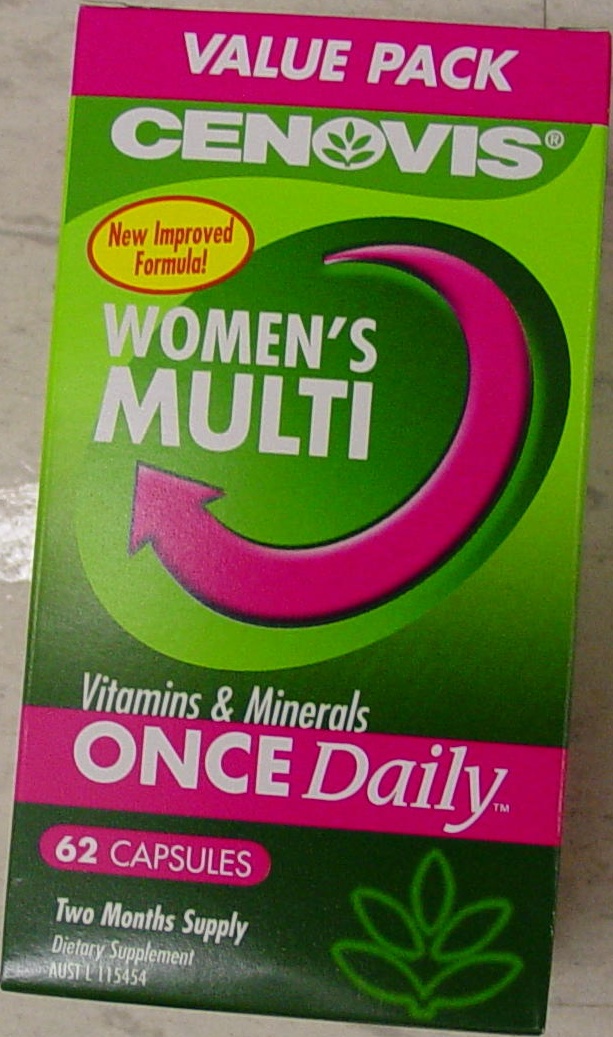 VALUE PACK
CENOVIS®
New Improved
Formula!
WOMEN'S
MULTI
Vitamins & Minerals
ONCE Daily™
62 CAPSULES
Two Months Supply
Dietary Supplement
AUST L 115454